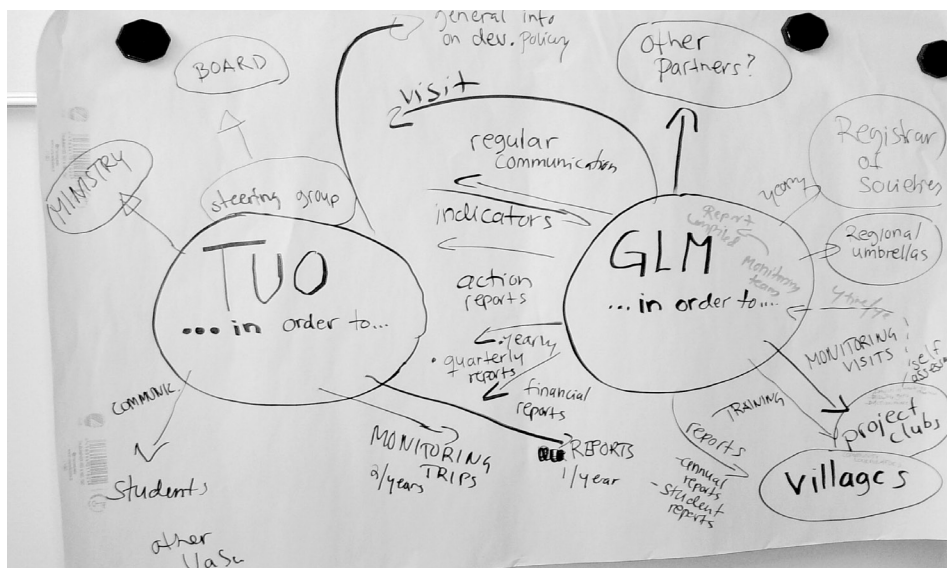 general info
on dev. policy
other
partners?
BOARD
visit
Registrar
of
Societies
regular
communication
yearly
MINISTRY
steering group
indicators
Report
compiled
Regional
umbrellas
TUO
GLM
Monitoring
team
... in order to...
action
reports
... in order to....
yearly
• quarterly
reports
MONITORING
VISITS
self
COMMUNIC.
financial
reports
TRAINING
project
clubs
MONITORING
TRIPS
2/years
REPORTS
1/year
reports
- annual
reports
- student
reports
villages
students
other